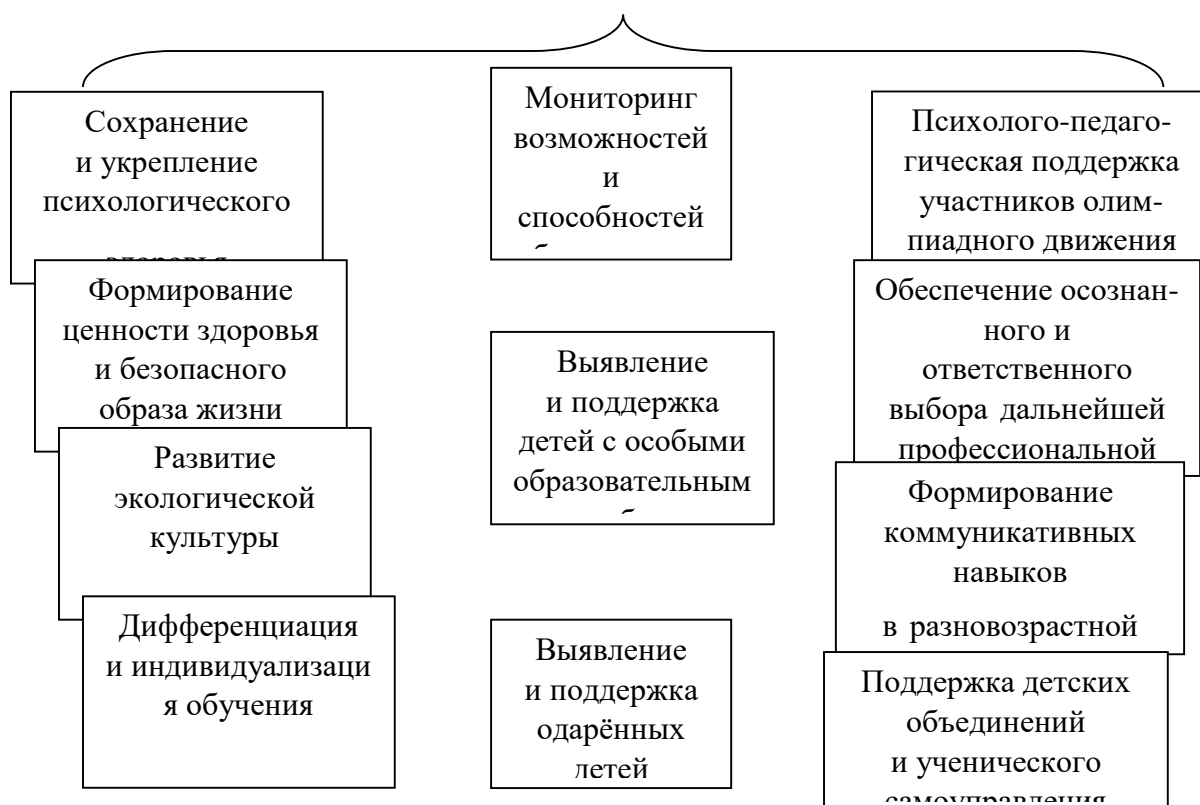 Сохранение
и укрепление
психологического
здоровья
Формирование
ценности здоровья
и безопасного
образа жизни
Развитие
экологической
культуры
Дифференциация
и индивидуализаци
я обучения
Мониторинг
возможностей
и
способностей
Выявление
и поддержка
детей с особыми
образовательным
Выявление
и поддержка
одарённых
детей
Психолого-педаго-
гическая поддержка
участников олим-
пиадного движения
Обеспечение осознан-
ного и
ответственного
выбора дальнейшей
профессиональной
Формирование
коммуникативных
навыков
в разновозрастной
Поддержка детских
объединений
и ученического
самоуправления